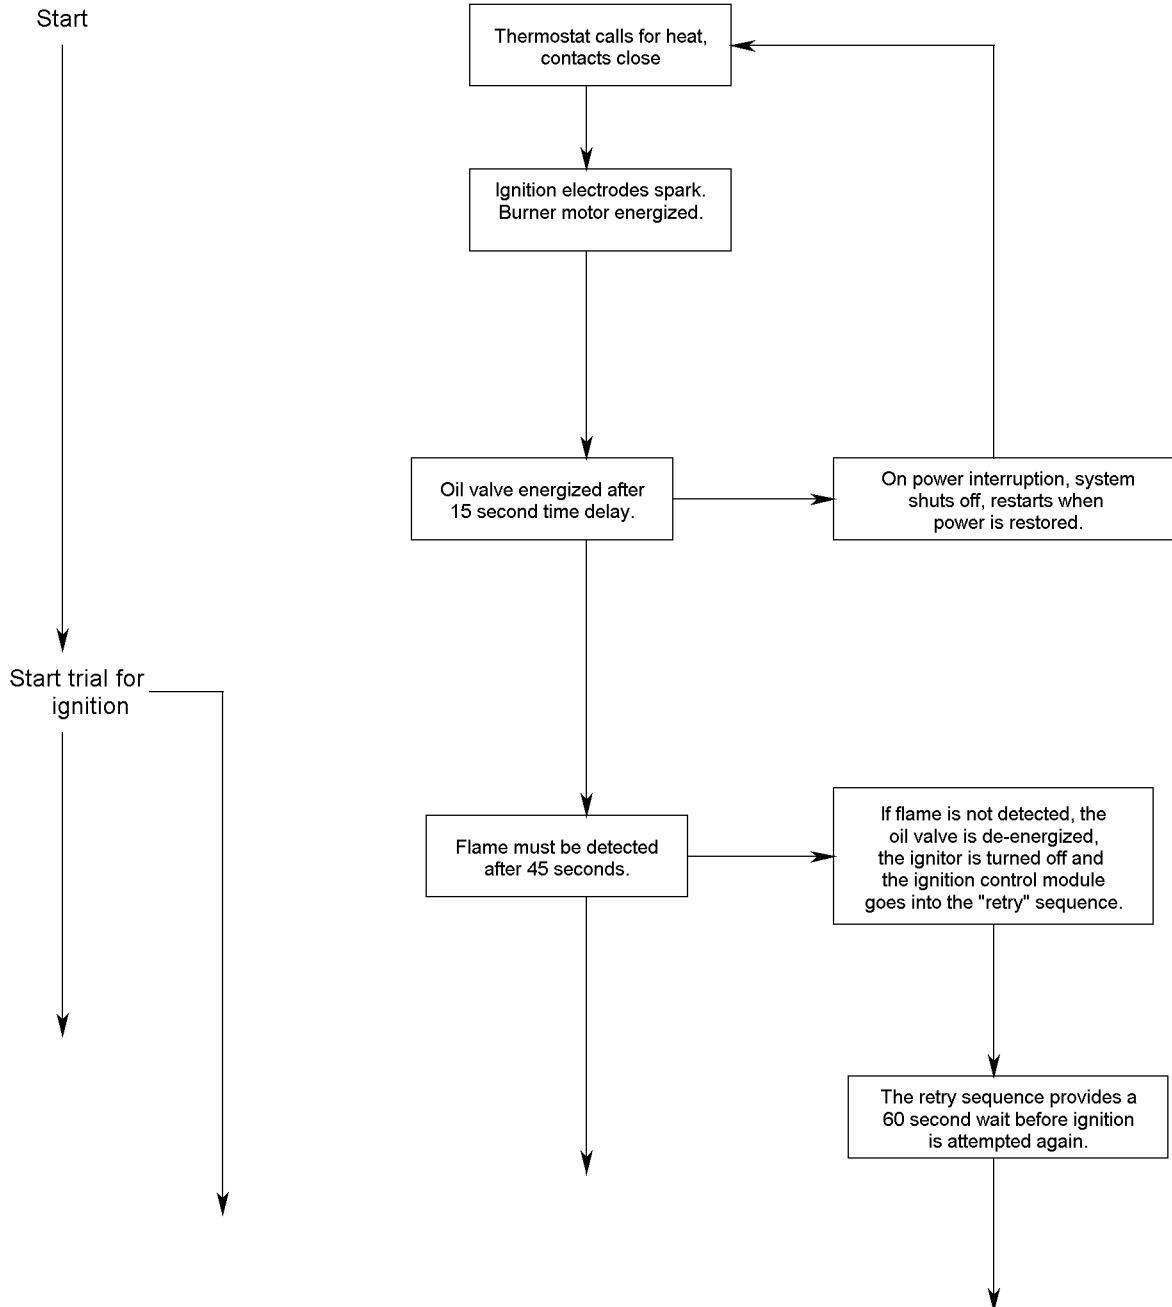 Start
Thermostat calls for heat,
contacts close
Ignition electrodes spark.
Burner motor energized.
Oil valve energized after
15 second time delay.
On power interruption, system
shuts off, restarts when
power is restored.
Start trial for
ignition
Flame must be detected
after 45 seconds.
If flame is not detected, the
oil valve is de-energized,
the ignitor is turned off and
the ignition control module
goes into the "retry" sequence.
The retry sequence provides a
60 second wait before ignition
is attempted again.